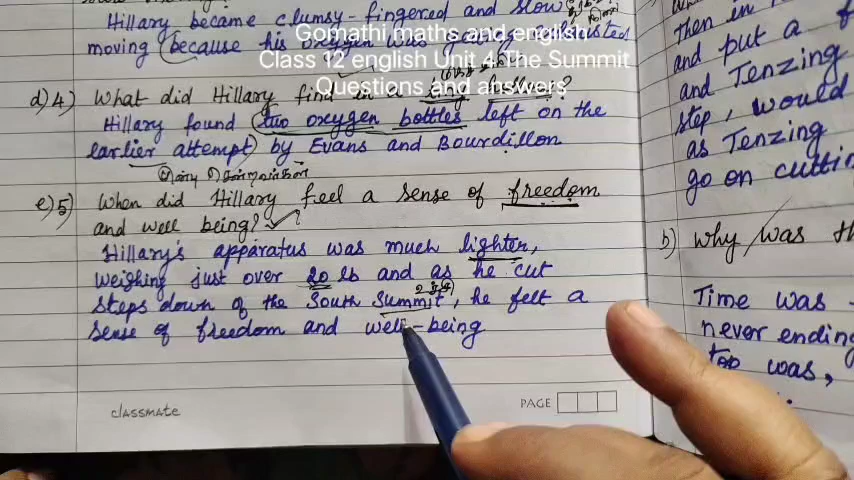 Hillary became clumsy-fingered and slow
moving because his oxygen was
Gomathi maths and english
Class 12 english Unit 4 The Summit
Questions and answers
d) 4) What did Hillary find in a tiny hollow?
Hillary found two oxygen bottles left on the
earlier attempt by Evans and Bourdillon
e) 5) When did Hillary feel a sense of freedom
and well being?
Hillary's apparatus was much lighter,
weighing just over 20 lb and as he cut
steps down of the South Summit, he felt a
sense of freedom and well-being
classmate
PAGE
then in
and put a
and Tenzing
step, would
as Tenzing
go on cuttin
b) Why was th
Time was
never ending
top was,